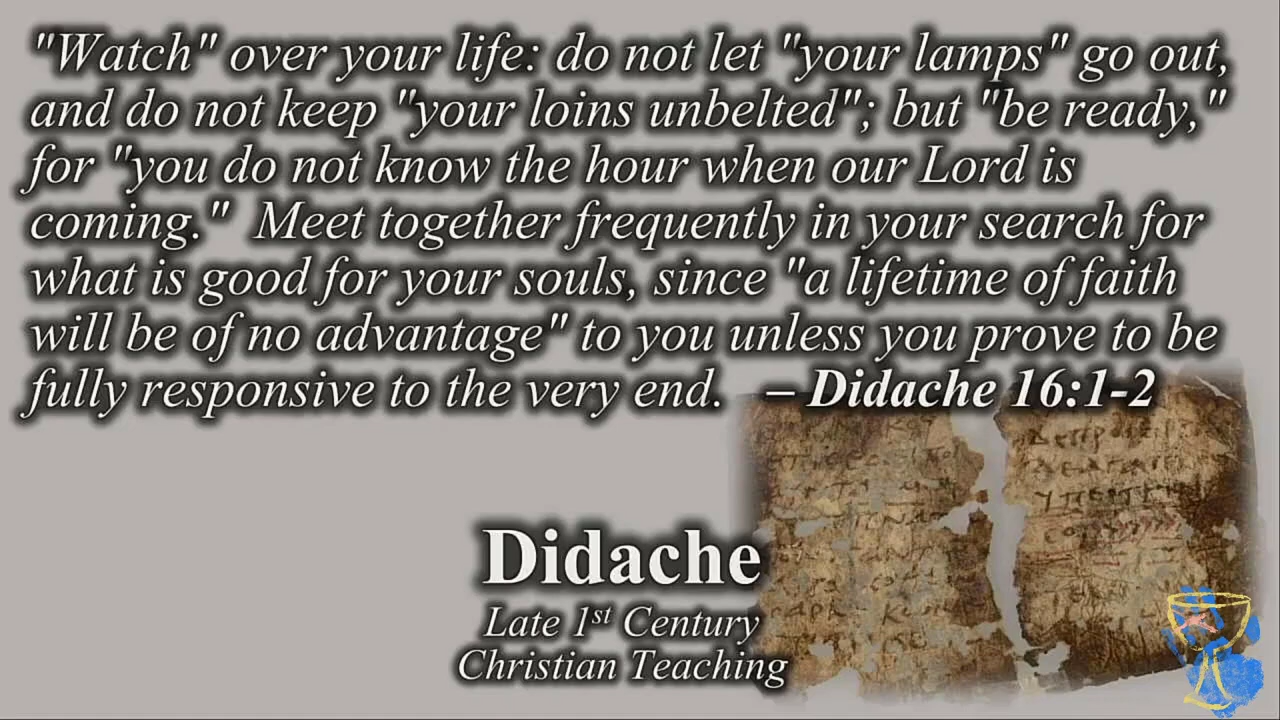 "Watch" over your life: do not let "your lamps" go out,
and do not keep "your loins unbelted"; but "be ready,"
for "you do not know the hour when our Lord is
coming."  Meet together frequently in your search for
what is good for your souls, since "a lifetime of faith
will be of no advantage" to you unless you prove to be
fully responsive to the very end.   – Didache 16:1-2
Didache
Late 1st Century
Christian Teaching